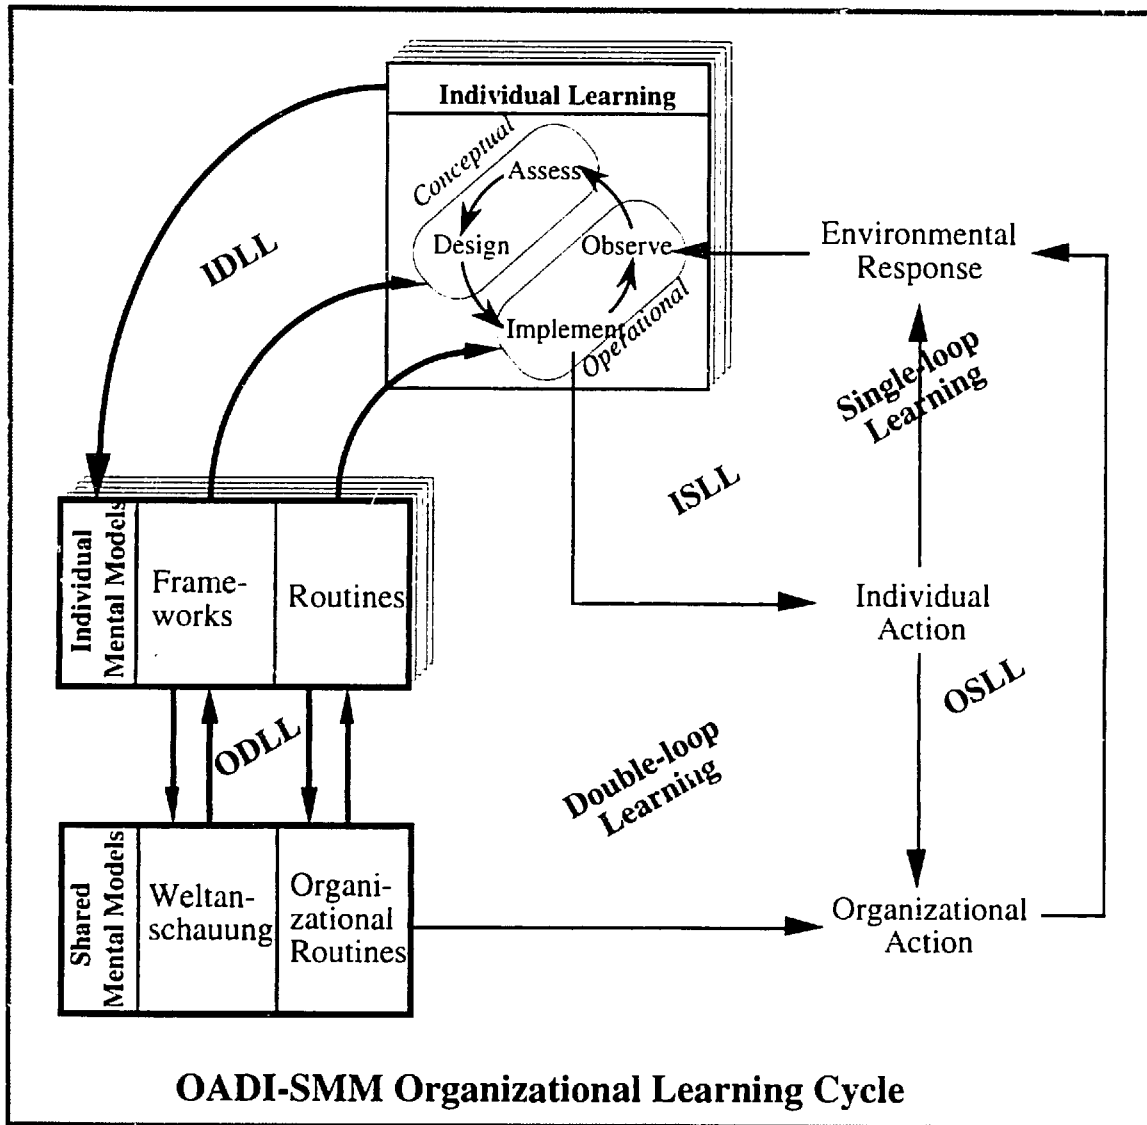 Individual Learning
Conceptual
Assess
Design
Observe
Implement
Operational
Environmental
Response
IDLL
Single-loop
Learning
ISLL
Individual
Mental Models
Frame-
works
Routines
Individual
Action
OSLL
ODLL
Double-loop
Learning
Shared
Mental Models
Weltan-
schauung
Organi-
zational
Routines
Organizational
Action
OADI-SMM Organizational Learning Cycle